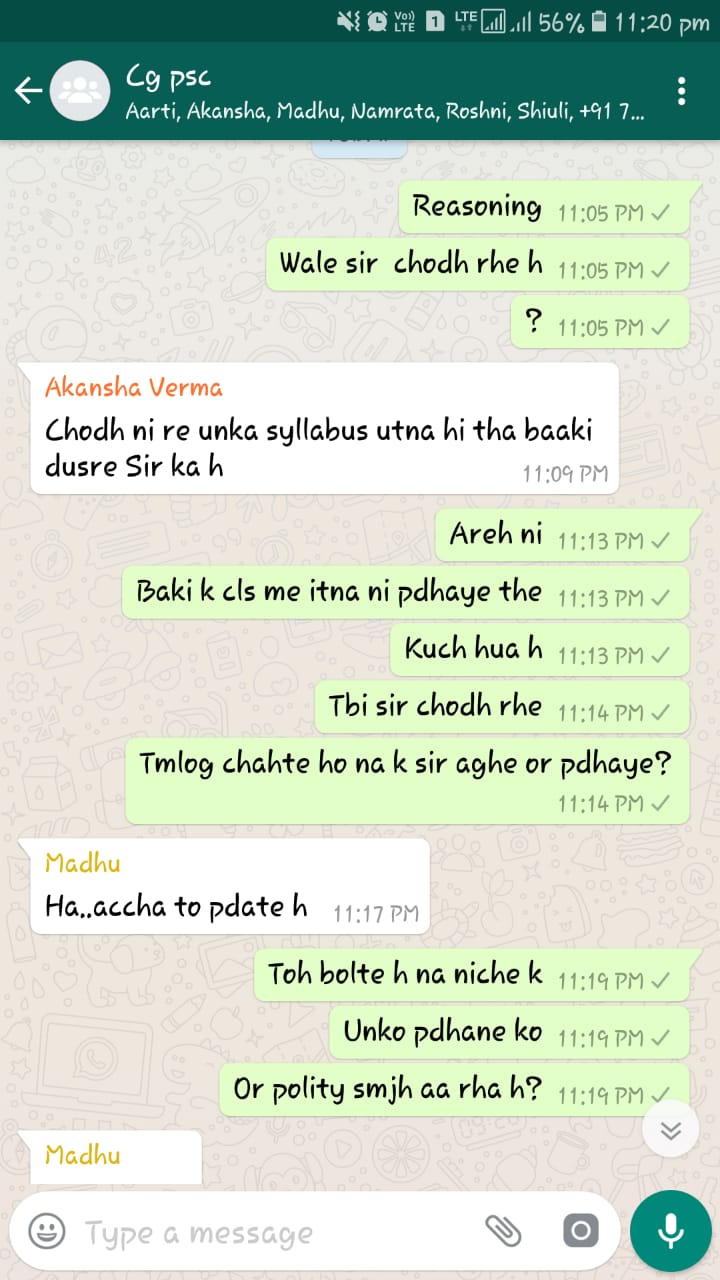 LTE 1 LTE 56% 11:20 pm
Cg psc
Aarti, Akansha, Madhu, Namrata, Roshni, Shiuli, +91 7...
Reasoning 11:05 PM
Wale sir chodh rhe h 11:05 PM
? 11:05 PM
Akansha Verma
Chodh ni re unka syllabus utna hi tha baaki
dusre Sir ka h 11:09 PM
Areh ni 11:13 PM
Baki k cls me itna ni pdhaye the 11:13 PM
Kuch hua h 11:13 PM
Tbi sir chodh rhe 11:14 PM
Tmlog chahte ho na k sir aghe or pdhaye?
11:14 PM
Madhu
Ha..accha to pdate h 11:17 PM
Toh bolte h na niche k 11:19 PM
Unko pdhane ko 11:19 PM
Or polity smjh aa rha h? 11:19 PM
Madhu
Type a message